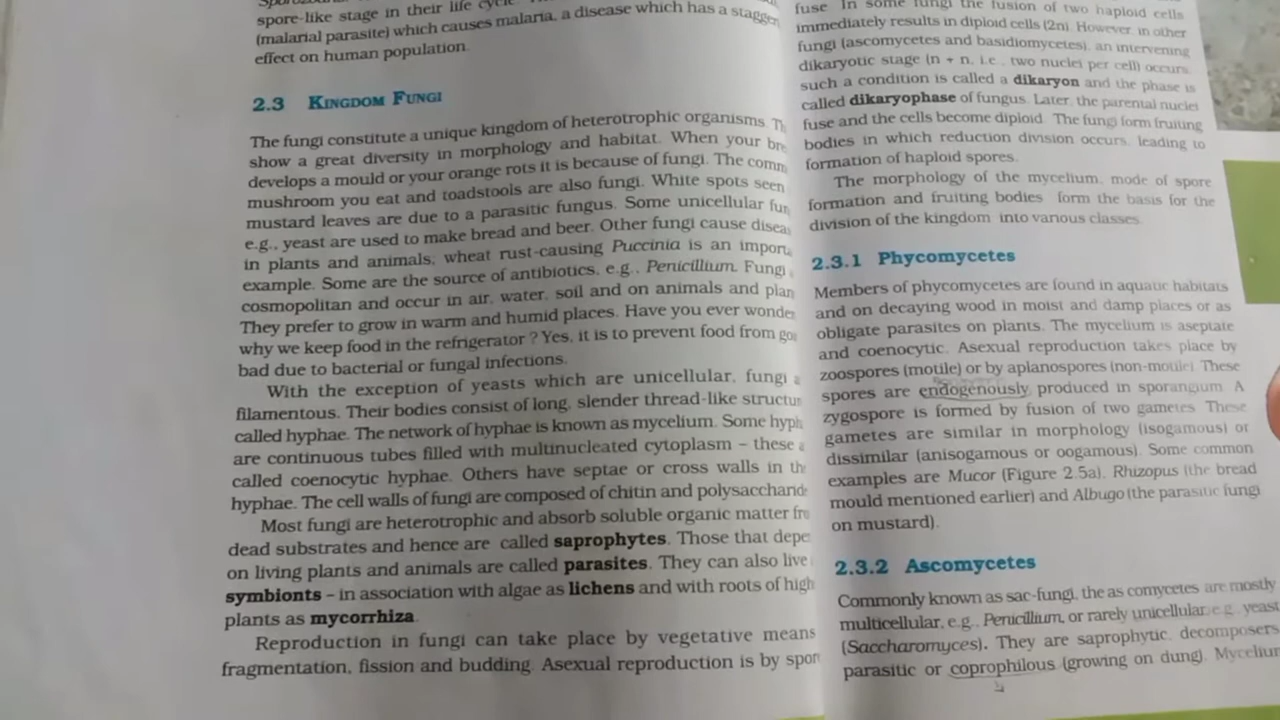 spore-like stage in their life cycle.
(malarial parasite) which causes malaria, a disease which has a
effect on human population.
2.3 KINGDOM FUNGI
The fungi constitute a unique kingdom of heterotrophic organisms.
show a great diversity in morphology and habitat. When your
develops a mould or your orange rots it is because of fungi. The
mushroom you eat and toadstools are also fungi. White spots seen
mustard leaves are due to a parasitic fungus. Some unicellular
e.g., yeast are used to make bread and beer. Other fungi cause
in plants and animals, wheat rust-causing Puccinia is an
example. Some are the source of antibiotics, e.g., Penicillium. Fungi
cosmopolitan and occur in air, water, soil and on animals and
They prefer to grow in warm and humid places. Have you ever
why we keep food in the refrigerator ? Yes, it is to prevent food from
bad due to bacterial or fungal infections.
With the exception of yeasts which are unicellular, fungi
filamentous. Their bodies consist of long, slender thread-like
called hyphae. The network of hyphae is known as mycelium. Some
are continuous tubes filled with multinucleated cytoplasm – these
called coenocytic hyphae. Others have septae or cross walls in
hyphae. The cell walls of fungi are composed of chitin and
Most fungi are heterotrophic and absorb soluble organic matter
dead substrates and hence are called saprophytes. Those that
on living plants and animals are called parasites. They can also live
symbionts – in association with algae as lichens and with roots of
plants as mycorrhiza.
Reproduction in fungi can take place by vegetative means
fragmentation, fission and budding. Asexual reproduction is by
fuse. In some fungi the fusion of two haploid cells
immediately results in diploid cells (2n). However, in other
fungi (ascomycetes and basidiomycetes), an intervening
dikaryotic stage (n + n, i.e., two nuclei per cell) occurs,
such a condition is called a dikaryon and the phase is
called dikaryophase of fungus. Later, the parental nuclei
fuse and the cells become diploid. The fungi form fruiting
bodies in which reduction division occurs, leading to
formation of haploid spores.
The morphology of the mycelium, mode of spore
formation and fruiting bodies form the basis for the
division of the kingdom into various classes.
2.3.1 Phycomycetes
Members of phycomycetes are found in aquatic habitats
and on decaying wood in moist and damp places or as
obligate parasites on plants. The mycelium is aseptate
and coenocytic. Asexual reproduction takes place by
zoospores (motile) or by aplanospores (non-motile). These
spores are endogenously produced in sporangium. A
zygospore is formed by fusion of two gametes. These
gametes are similar in morphology (isogamous) or
dissimilar (anisogamous or oogamous). Some common
examples are Mucor (Figure 2.5a), Rhizopus (the bread
mould mentioned earlier) and Albugo (the parasitic fungi
on mustard).
2.3.2 Ascomycetes
Commonly known as sac-fungi, the as comycetes are mostly
multicellular, e.g., Penicillium, or rarely unicellular, e.g., yeast
(Saccharomyces). They are saprophytic, decomposers,
parasitic or coprophilous (growing on dung).